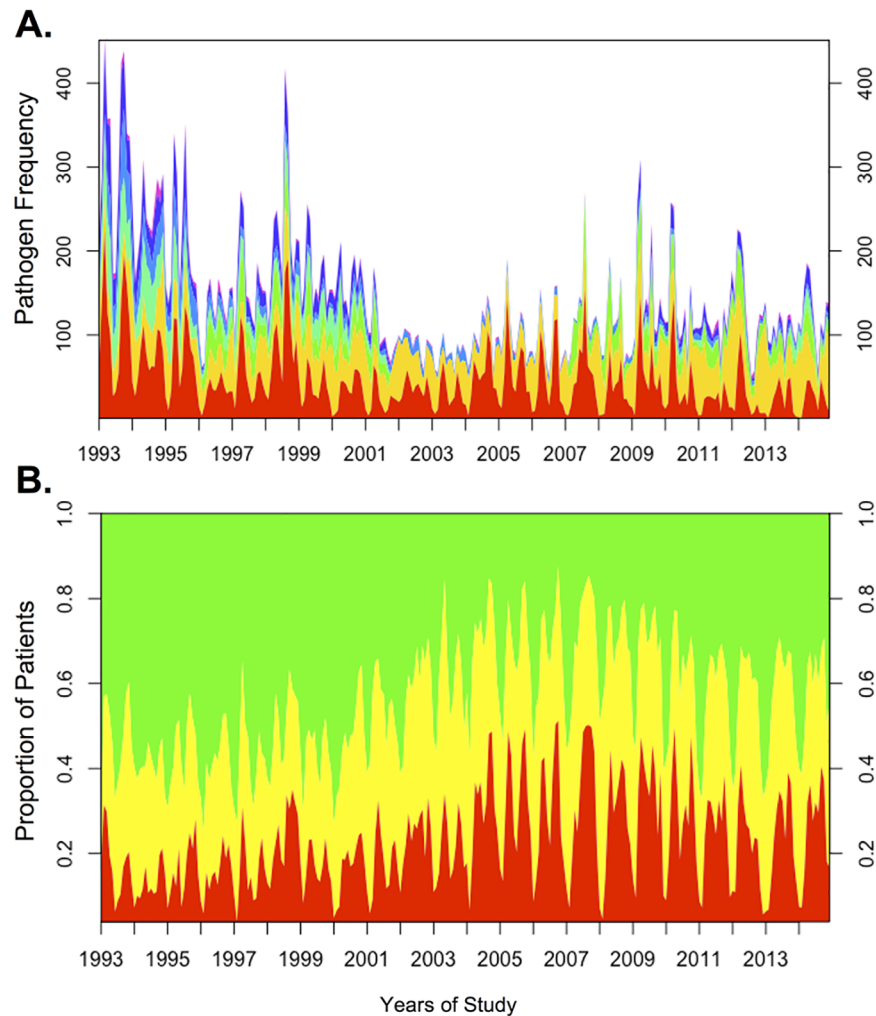 A.
Pathogen Frequency
400 400
300 300
200 200
100 100
1993 1995 1997 1999 2001 2003 2005 2007 2009 2011 2013
B.
Proportion of Patients
1.0 1.0
0.8 0.8
0.6 0.6
0.4 0.4
0.2 0.2
1993 1995 1997 1999 2001 2003 2005 2007 2009 2011 2013
Years of Study